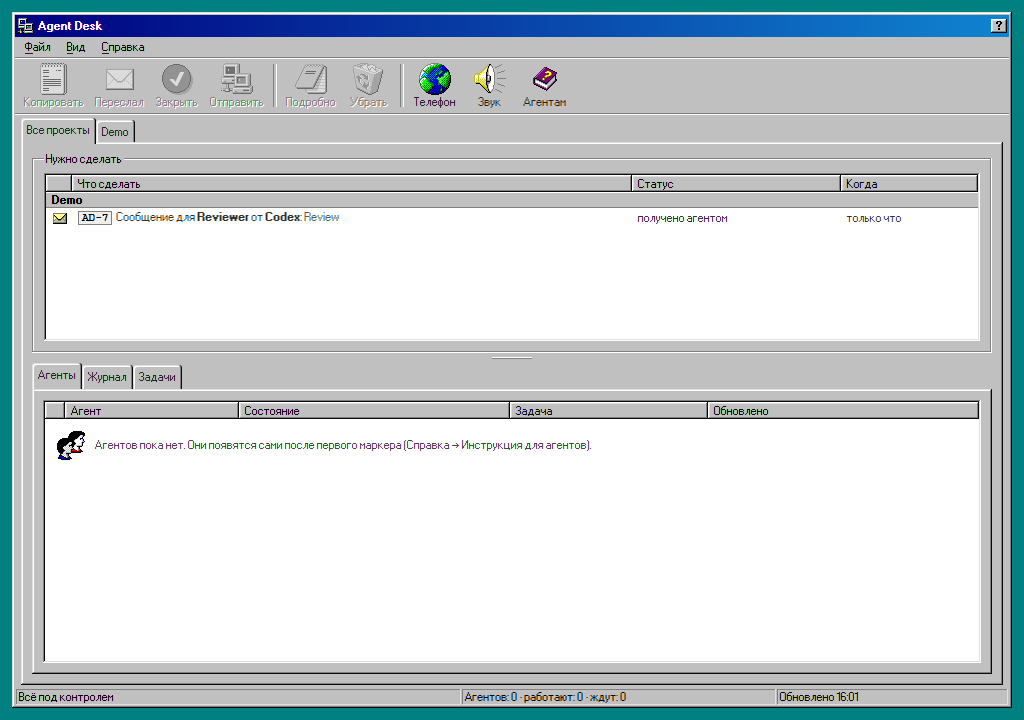 Agent Desk ?
Файл Вид Справка
Копировать Переслал Закрыть Отправить Подробно Убрать Телефон Звук Агентам
Все проекты Demo
Нужно сделать
Что сделать Статус Когда
Demo
AD-7 Сообщение для Reviewer от Codex: Review получено агентом только что
Агенты Журнал Задачи
Агент Состояние Задача Обновлено
Агентов пока нет. Они появятся сами после первого маркера (Справка → Инструкция для агентов).
Всё под контролем Агентов: 0 · работают: 0 · ждут: 0 Обновлено 16:01